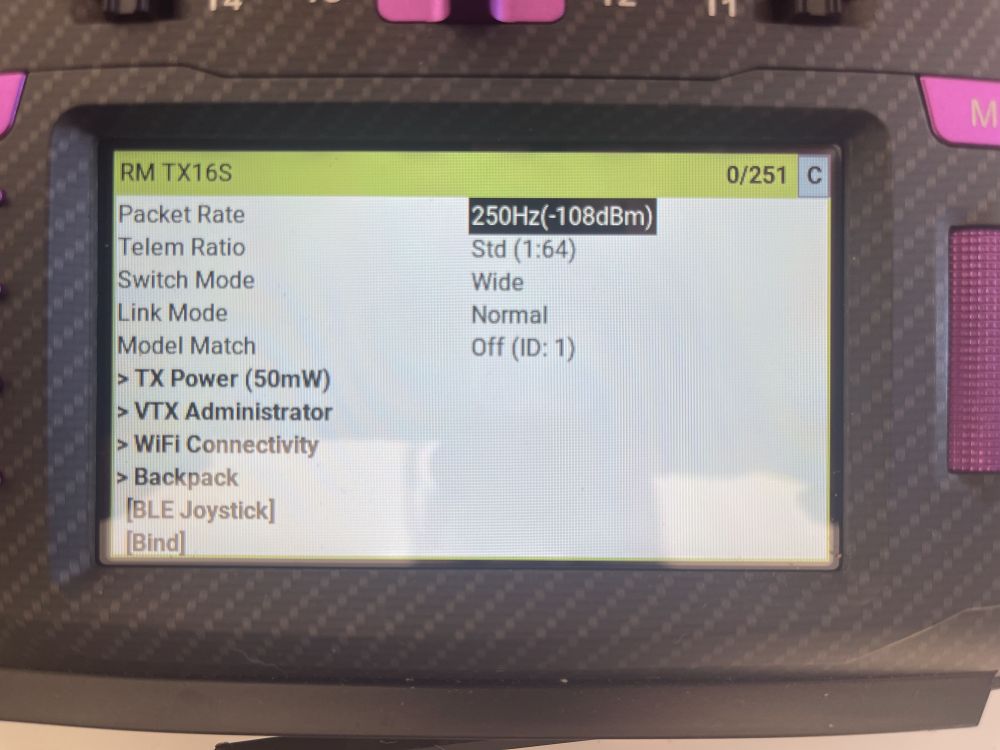 RM TX16S 0/251 C
Packet Rate 250Hz(-108dBm)
Telem Ratio Std (1:64)
Switch Mode Wide
Link Mode Normal
Model Match Off (ID: 1)
> TX Power (50mW)
> VTX Administrator
> WiFi Connectivity
> Backpack
[BLE Joystick]
[Bind]